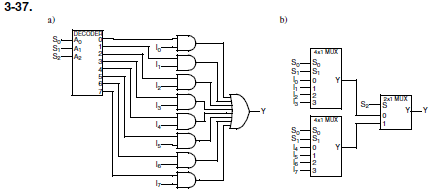 3-37.
a)
DECODER
S₀ A₀ 0
S₁ A₁ 1
S₂ A₂ 2
3
4
5
6
7
I₀
I₁
I₂
I₃
I₄
I₅
I₆
I₇
Y
b)
4x1 MUX
S₀ S₀
S₁ S₁
I₀ 0 Y
I₁ 1
I₂ 2
I₃ 3
4x1 MUX
S₀ S₀
S₁ S₁
I₄ 0
I₅ 1 Y
I₆ 2
I₇ 3
2x1 MUX
S₂ S
0 Y Y
1